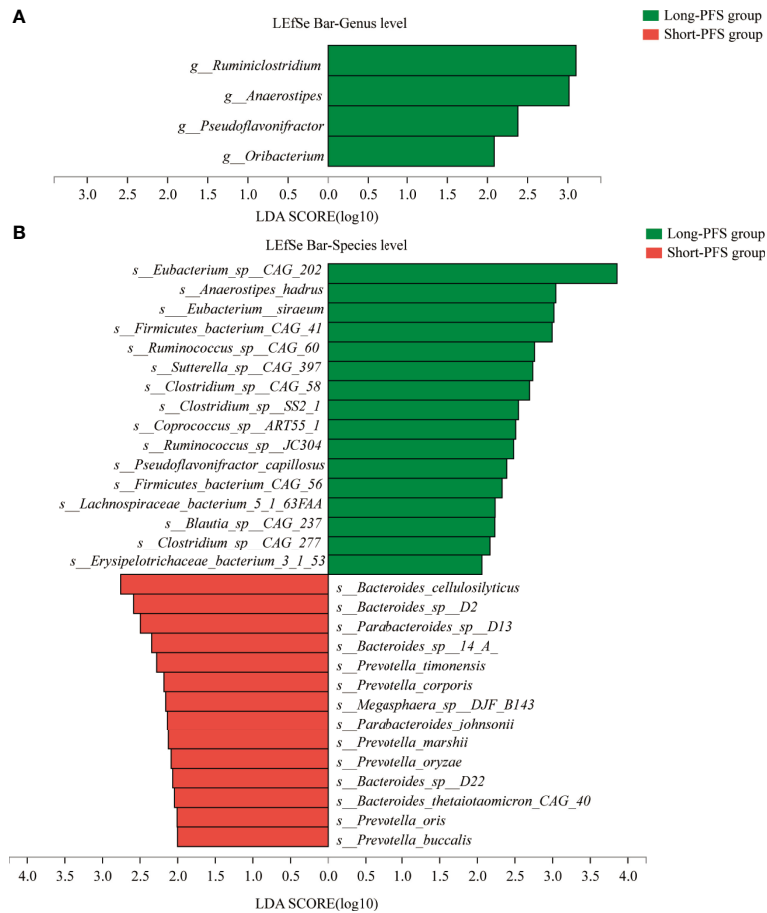 A
LEfSe Bar-Genus level
Long-PFS group
Short-PFS group
g__Ruminiclostridium
g__Anaerostipes
g__Pseudoflavonifractor
g__Oribacterium
3.0 2.5 2.0 1.5 1.0 0.5 0.0 0.5 1.0 1.5 2.0 2.5 3.0
LDA SCORE(log10)
B
LEfSe Bar-Species level
Long-PFS group
Short-PFS group
s__Eubacterium_sp__CAG_202
s__Anaerostipes_hadrus
s___Eubacterium__siraeum
s__Firmicutes_bacterium_CAG_41
s__Ruminococcus_sp__CAG_60
s__Sutterella_sp__CAG_397
s__Clostridium_sp__CAG_58
s__Clostridium_sp__SS2_1
s__Coprococcus_sp__ART55_1
s__Ruminococcus_sp__JC304
s__Pseudoflavonifractor_capillosus
s__Firmicutes_bacterium_CAG_56
s__Lachnospiraceae_bacterium_5_1_63FAA
s__Blautia_sp__CAG_237
s__Clostridium_sp__CAG_277
s__Erysipelotrichaceae_bacterium_3_1_53
s__Bacteroides_cellulosilyticus
s__Bacteroides_sp__D2
s__Parabacteroides_sp__D13
s__Bacteroides_sp__14_A_
s__Prevotella_timonensis
s__Prevotella_corporis
s__Megasphaera_sp__DJF_B143
s__Parabacteroides_johnsonii
s__Prevotella_marshii
s__Prevotella_oryzae
s__Bacteroides_sp__D22
s__Bacteroides_thetaiotaomicron_CAG_40
s__Prevotella_oris
s__Prevotella_buccalis
4.0 3.5 3.0 2.5 2.0 1.5 1.0 0.5 0.0 0.5 1.0 1.5 2.0 2.5 3.0 3.5 4.0
LDA SCORE(log10)